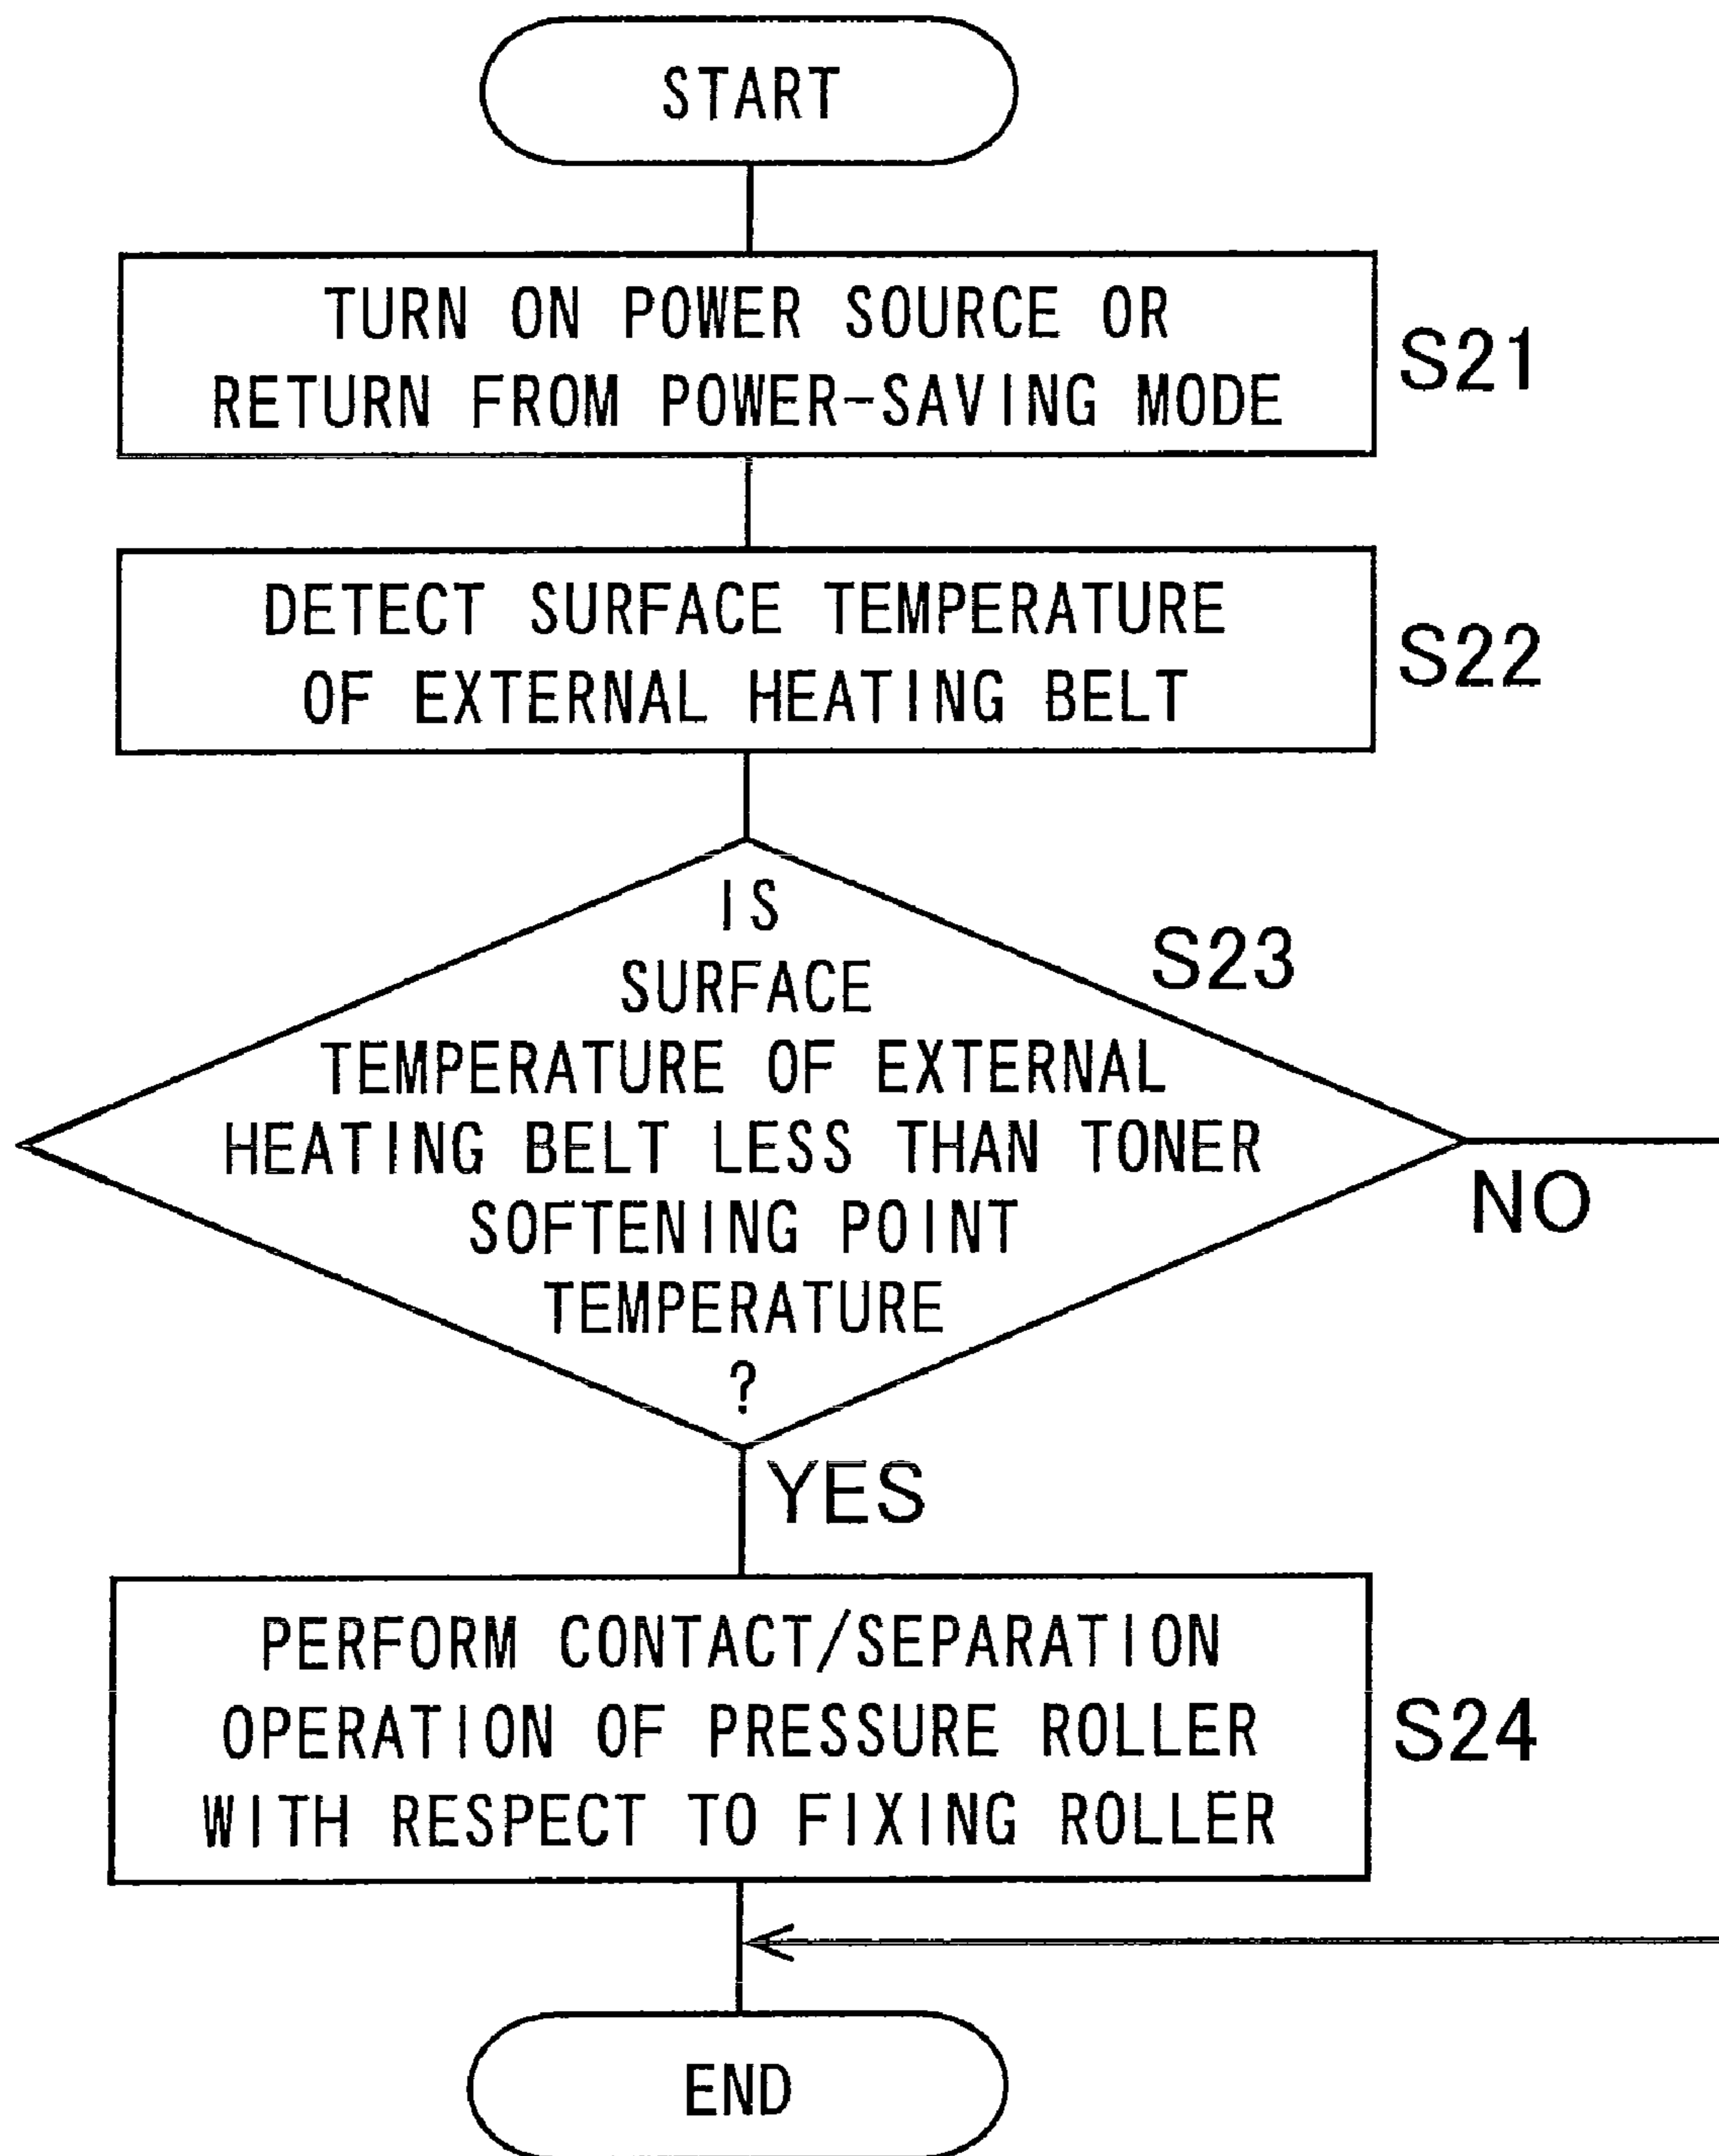 START
TURN ON POWER SOURCE OR
RETURN FROM POWER-SAVING MODE
S21
DETECT SURFACE TEMPERATURE
OF EXTERNAL HEATING BELT
S22
IS
SURFACE
TEMPERATURE OF EXTERNAL
HEATING BELT LESS THAN TONER
SOFTENING POINT
TEMPERATURE
?
S23
NO
YES
PERFORM CONTACT/SEPARATION
OPERATION OF PRESSURE ROLLER
WITH RESPECT TO FIXING ROLLER
S24
END